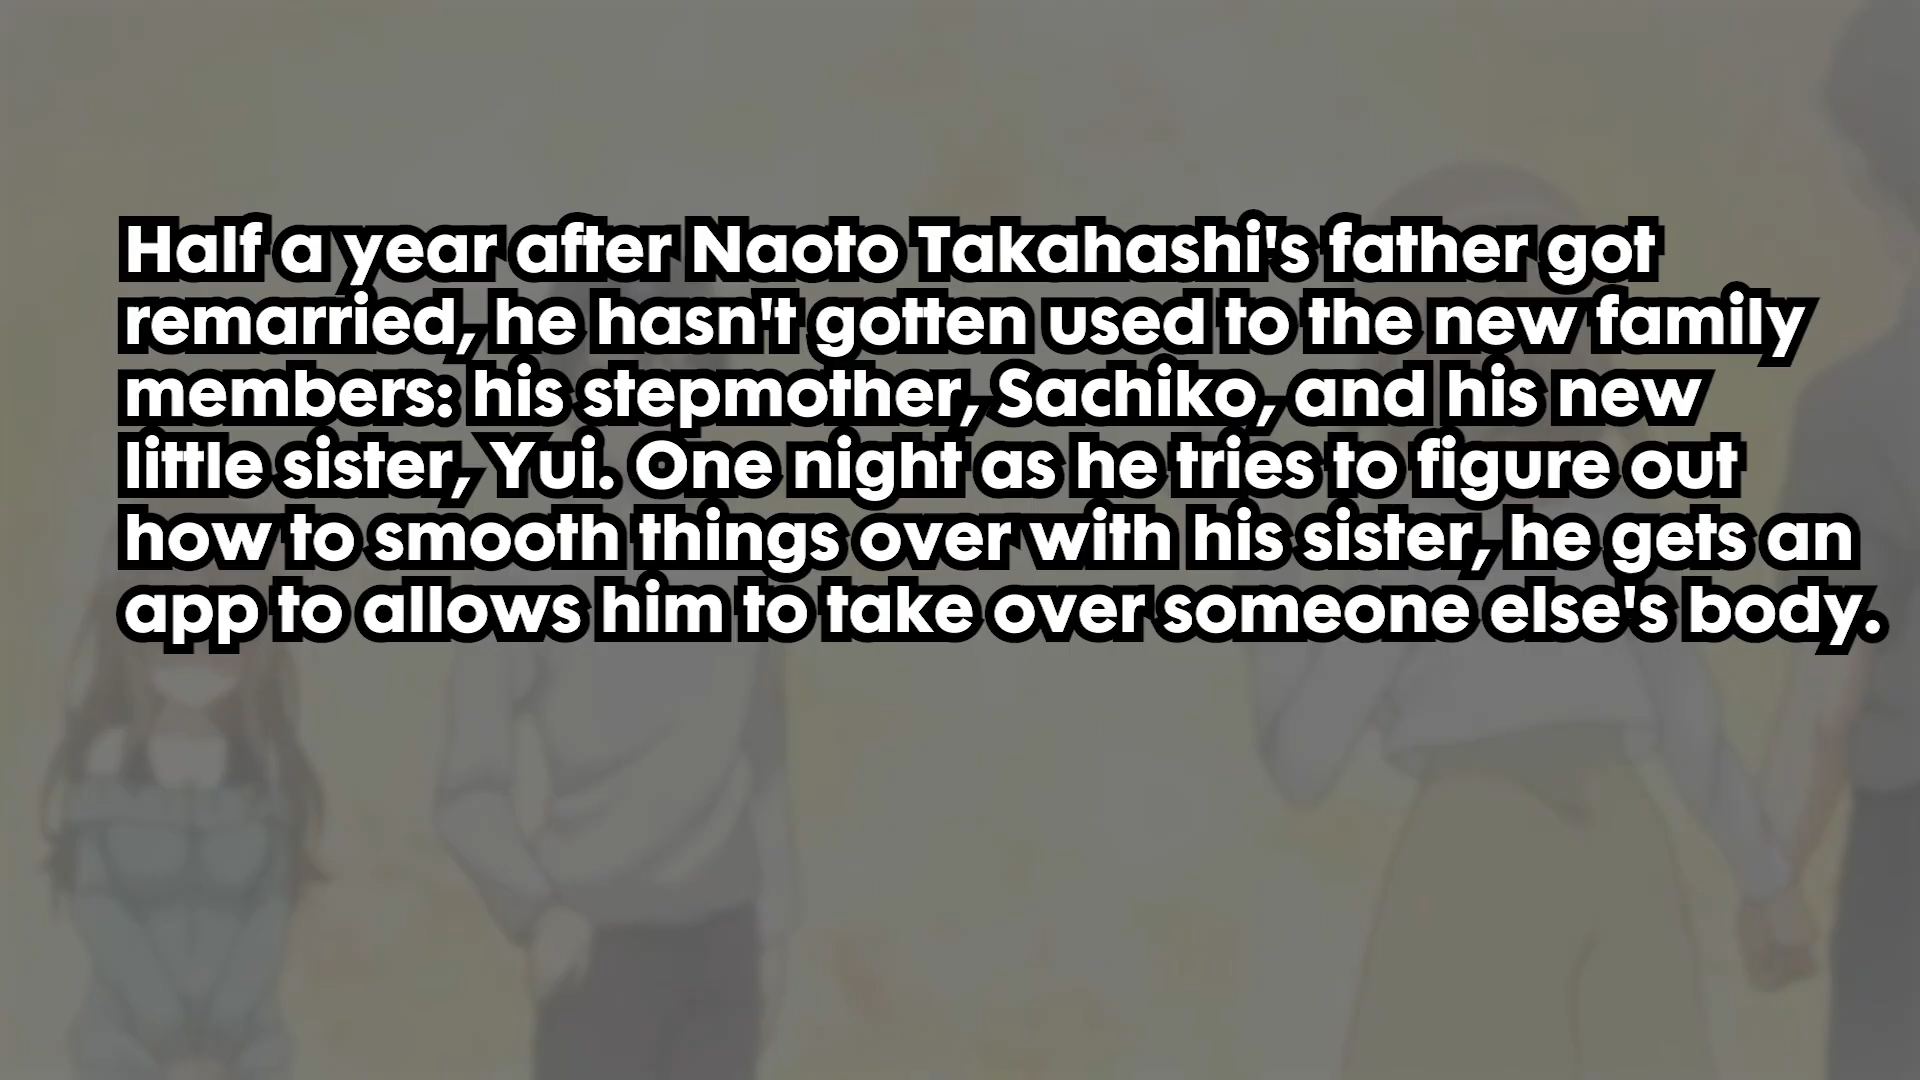 Half a year after Naoto Takahashi's father got
remarried, he hasn't gotten used to the new family
members: his stepmother, Sachiko, and his new
little sister, Yui. One night as he tries to figure out
how to smooth things over with his sister, he gets an
app to allows him to take over someone else's body.